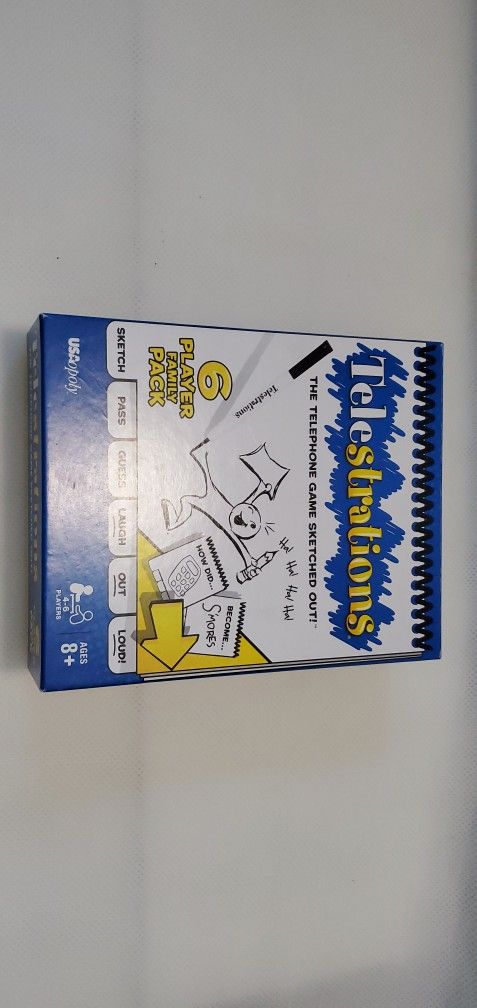 Telestrations
THE TELEPHONE GAME SKETCHED OUT!™
Telestrations
Ha! Ha! Ha! Ha!
6
PLAYER
FAMILY
PACK
HOW DID...
BECOME...
S'MORES
SKETCH PASS GUESS LAUGH OUT LOUD!
USAopoly
4-6
PLAYERS
AGES
8+